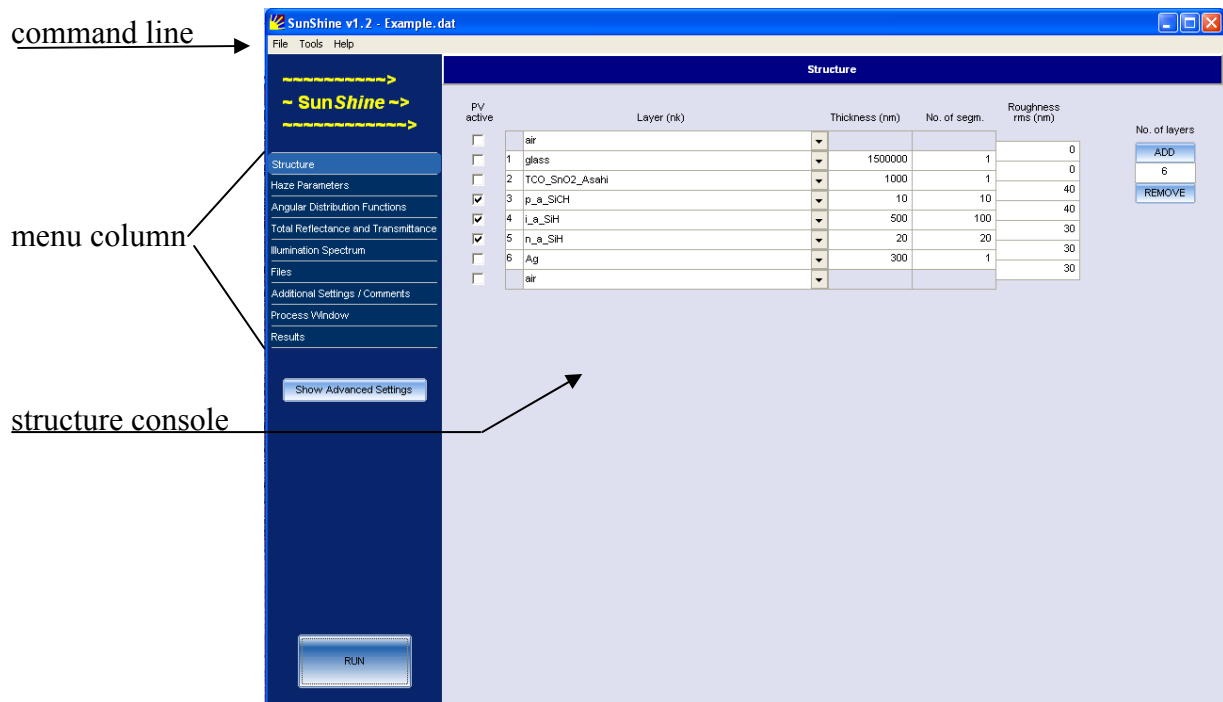 command line
menu column
structure console
SunShine v1.2 - Example.dat
File Tools Help
~~~~~~~~~~>
~ SunShine ~>
~~~~~~~~~~~~>
Structure
Haze Parameters
Angular Distribution Functions
Total Reflectance and Transmittance
Illumination Spectrum
Files
Additional Settings / Comments
Process Window
Results
Show Advanced Settings
RUN
Structure
PV active Layer (nk) Thickness (nm) No. of segm. Roughness rms (nm)
air
0
1 glass 1500000 1
0
2 TCO_SnO2_Asahi 1000 1
40
3 p_a_SiCH 10 10
40
4 i_a_SiH 500 100
30
5 n_a_SiH 20 20
30
6 Ag 300 1
30
air
No. of layers
ADD
6
REMOVE